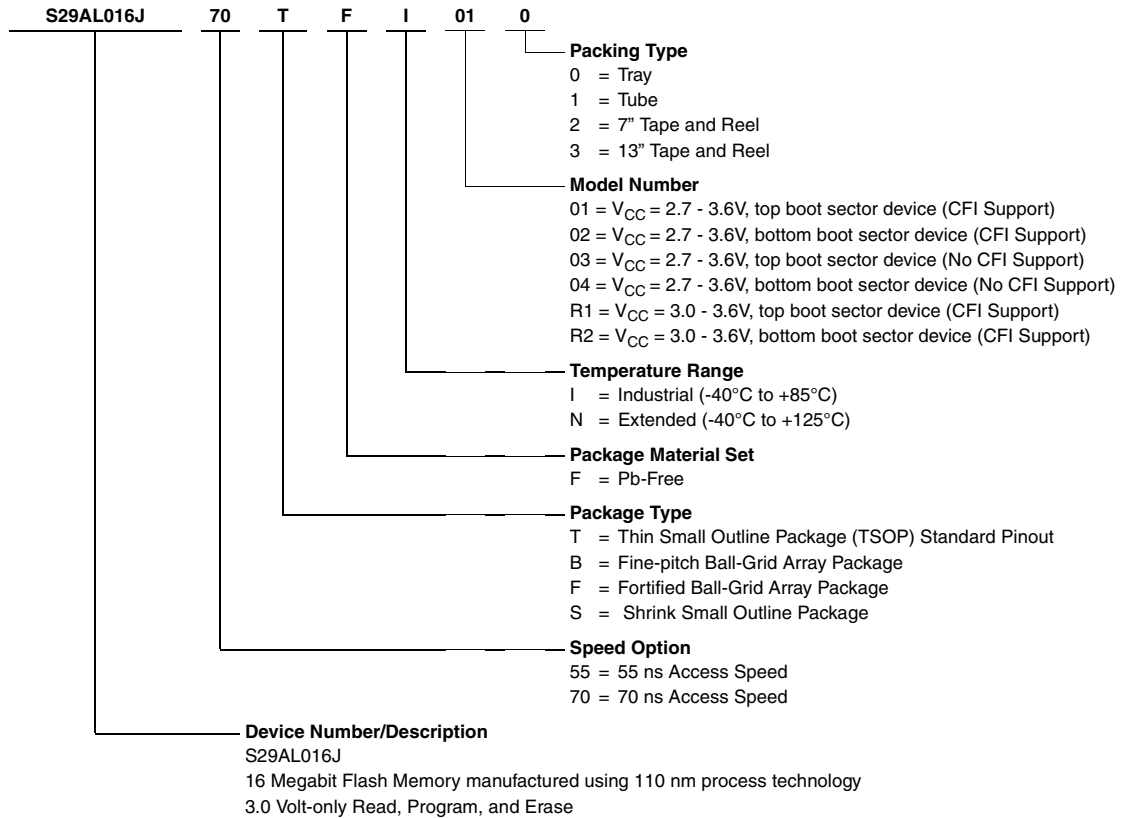 S29AL016J 70 T F I 01 0
Packing Type
0 = Tray
1 = Tube
2 = 7” Tape and Reel
3 = 13” Tape and Reel
Model Number
01 = VCC = 2.7 - 3.6V, top boot sector device (CFI Support)
02 = VCC = 2.7 - 3.6V, bottom boot sector device (CFI Support)
03 = VCC = 2.7 - 3.6V, top boot sector device (No CFI Support)
04 = VCC = 2.7 - 3.6V, bottom boot sector device (No CFI Support)
R1 = VCC = 3.0 - 3.6V, top boot sector device (CFI Support)
R2 = VCC = 3.0 - 3.6V, bottom boot sector device (CFI Support)
Temperature Range
I = Industrial (-40°C to +85°C)
N = Extended (-40°C to +125°C)
Package Material Set
F = Pb-Free
Package Type
T = Thin Small Outline Package (TSOP) Standard Pinout
B = Fine-pitch Ball-Grid Array Package
F = Fortified Ball-Grid Array Package
S = Shrink Small Outline Package
Speed Option
55 = 55 ns Access Speed
70 = 70 ns Access Speed
Device Number/Description
S29AL016J
16 Megabit Flash Memory manufactured using 110 nm process technology
3.0 Volt-only Read, Program, and Erase